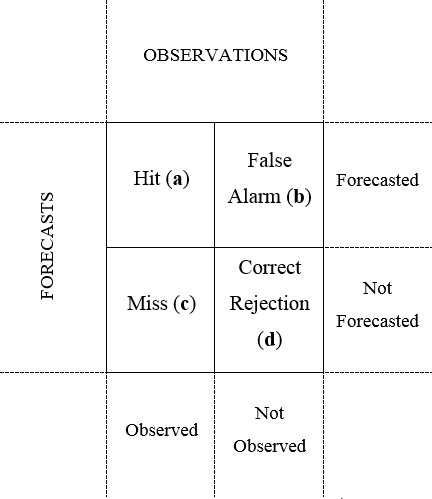 OBSERVATIONS
FORECASTS
Hit (a)
False
Alarm (b)
Forecasted
Miss (c)
Correct
Rejection
(d)
Not
Forecasted
Observed
Not
Observed